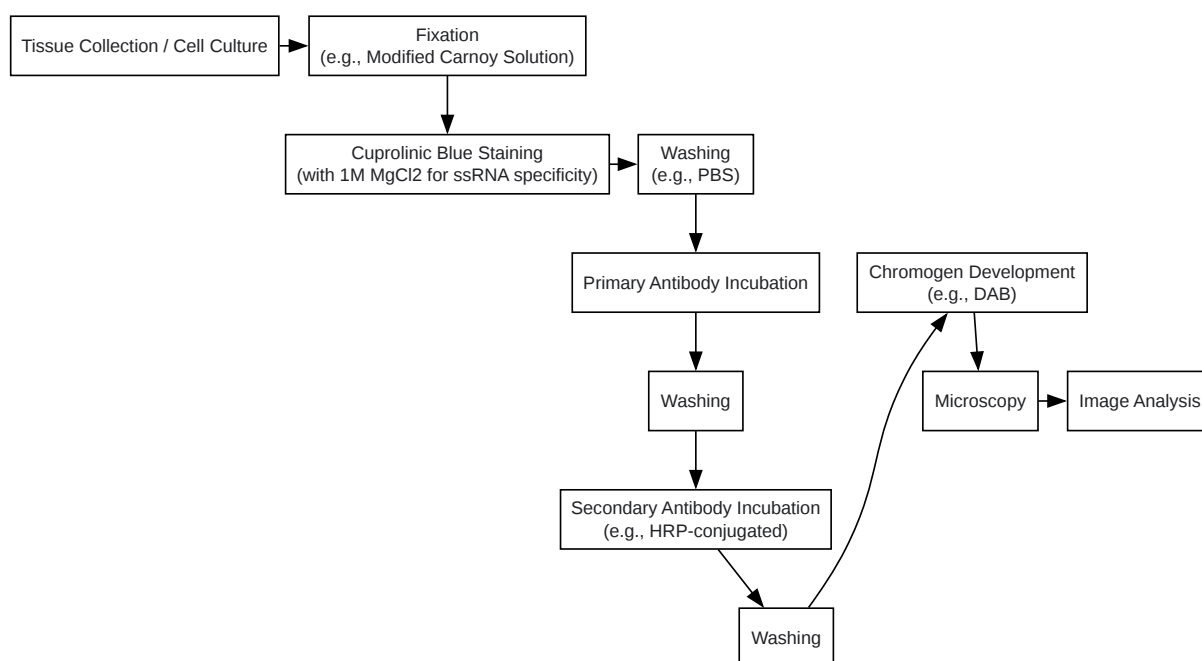 Tissue Collection / Cell Culture
Fixation
(e.g., Modified Carnoy Solution)
Cuprolinic Blue Staining
(with 1M MgCl2 for ssRNA specificity)
Washing
(e.g., PBS)
Primary Antibody Incubation
Washing
Secondary Antibody Incubation
(e.g., HRP-conjugated)
Washing
Chromogen Development
(e.g., DAB)
Microscopy
Image Analysis